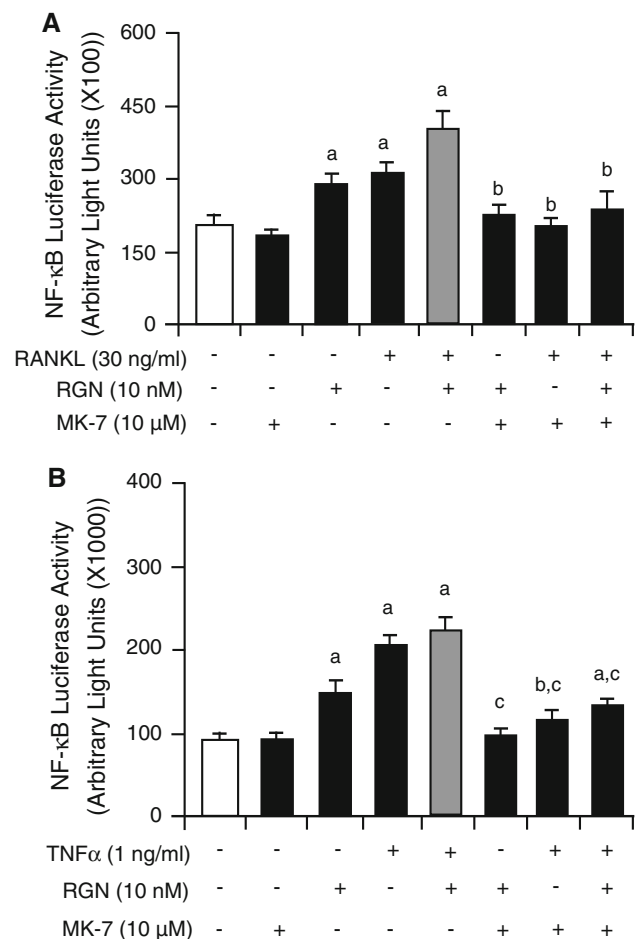 A
NF-κB Luciferase Activity
(Arbitrary Light Units (X100))
600
450
300
150
0
a
a
a
b
b
b
RANKL (30 ng/ml) - - - + + - + +
RGN (10 nM) - - + - + + - +
MK-7 (10 µM) - + - - - + + +
B
NF-κB Luciferase Activity
(Arbitrary Light Units (X1000))
400
300
200
100
0
a
a
a
c
b,c
a,c
TNFα (1 ng/ml) - - - + + - + +
RGN (10 nM) - - + - + + - +
MK-7 (10 µM) - + - - - + + +